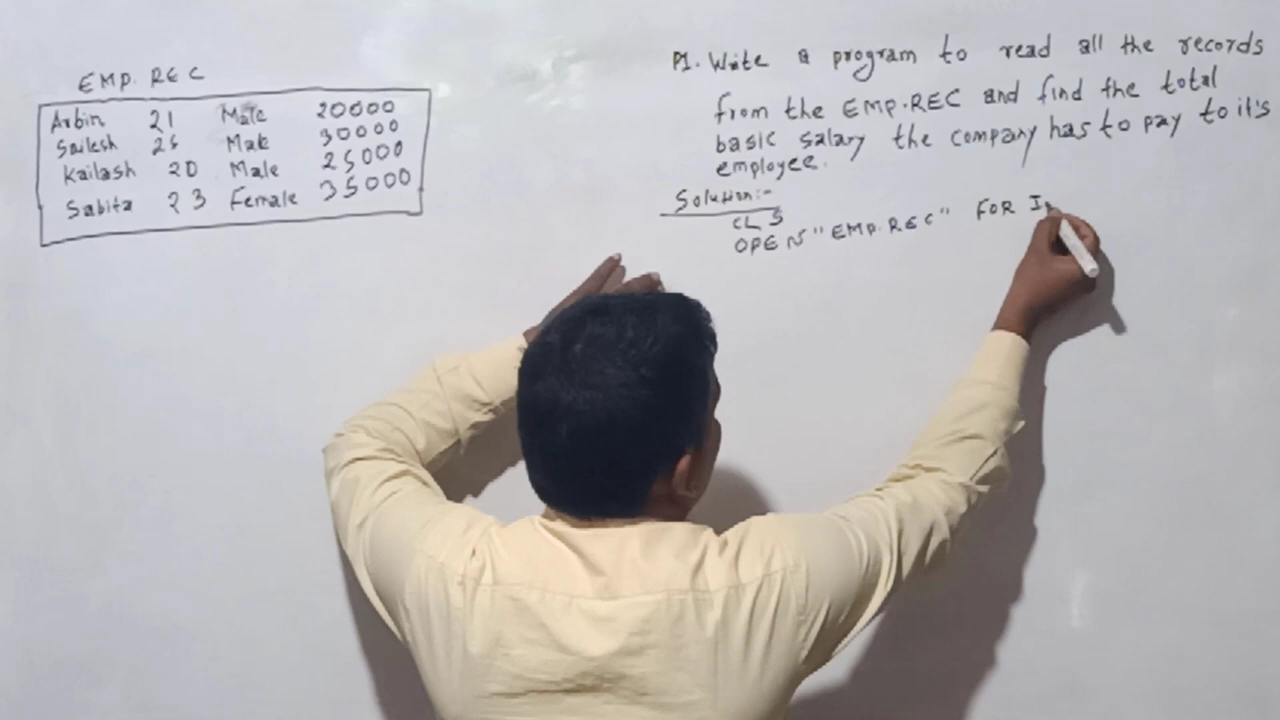 EMP. REC
Arbin 21 Male 20000
Sailesh 25 Male 30000
Kailash 20 Male 25000
Sabita 23 Female 35000
P1. Write a program to read all the records
from the EMP.REC and find the total
basic salary the company has to pay to it's
employee.
Solution:-
CLS
OPEN "EMP.REC" FOR I